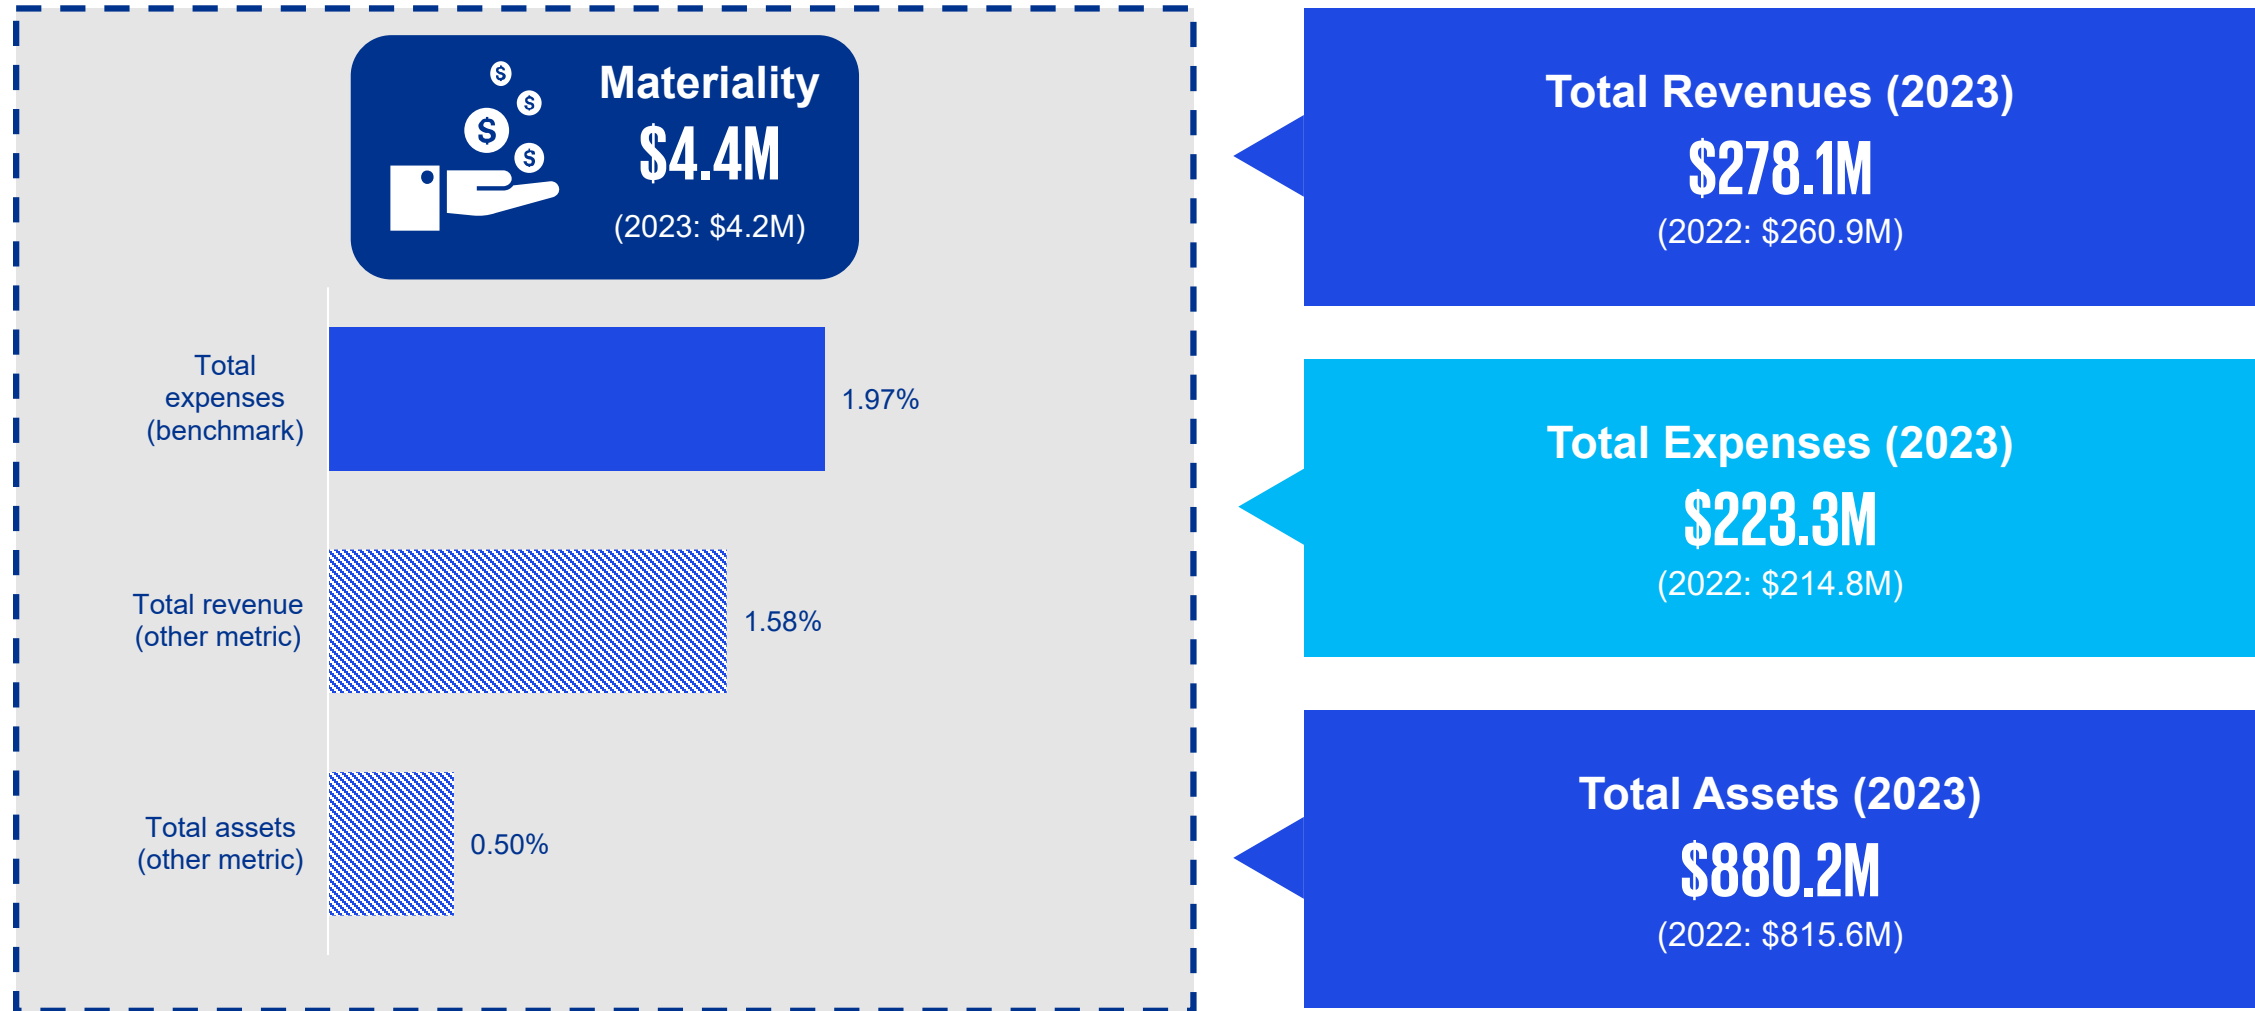 Materiality
$4.4M
(2023: $4.2M)
Total
expenses
(benchmark)
1.97%
Total revenue
(other metric)
1.58%
Total assets
(other metric)
0.50%
Total Revenues (2023)
$278.1M
(2022: $260.9M)
Total Expenses (2023)
$223.3M
(2022: $214.8M)
Total Assets (2023)
$880.2M
(2022: $815.6M)